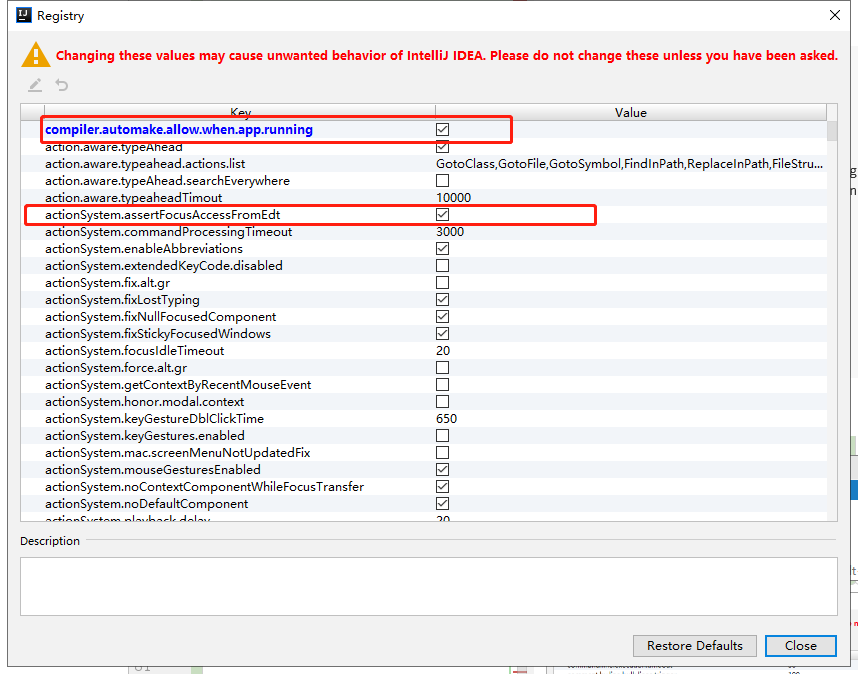 Registry
Changing these values may cause unwanted behavior of IntelliJ IDEA. Please do not change these unless you have been asked.
Key Value
compiler.automake.allow.when.app.running
action.aware.typeAhead
action.aware.typeahead.actions.list GotoClass,GotoFile,GotoSymbol,FindInPath,ReplaceInPath,FileStru...
action.aware.typeAhead.searchEverywhere
action.aware.typeaheadTimout 10000
actionSystem.assertFocusAccessFromEdt
actionSystem.commandProcessingTimeout 3000
actionSystem.enableAbbreviations
actionSystem.extendedKeyCode.disabled
actionSystem.fix.alt.gr
actionSystem.fixLostTyping
actionSystem.fixNullFocusedComponent
actionSystem.fixStickyFocusedWindows
actionSystem.focusIdleTimeout 20
actionSystem.force.alt.gr
actionSystem.getContextByRecentMouseEvent
actionSystem.honor.modal.context
actionSystem.keyGestureDblClickTime 650
actionSystem.keyGestures.enabled
actionSystem.mac.screenMenuNotUpdatedFix
actionSystem.mouseGesturesEnabled
actionSystem.noContextComponentWhileFocusTransfer
actionSystem.noDefaultComponent
actionSystem.playback.delay 20
Description
Restore Defaults Close